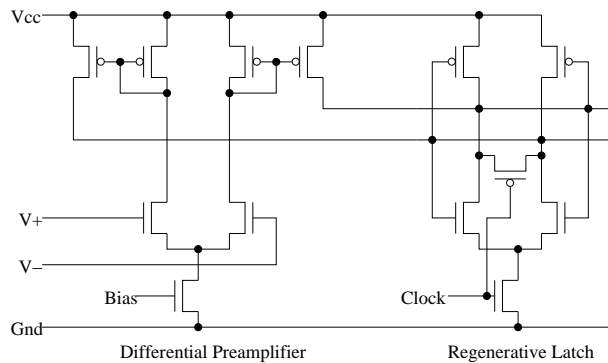 Vcc
V+
V−
Bias
Clock
Gnd
Differential Preamplifier
Regenerative Latch